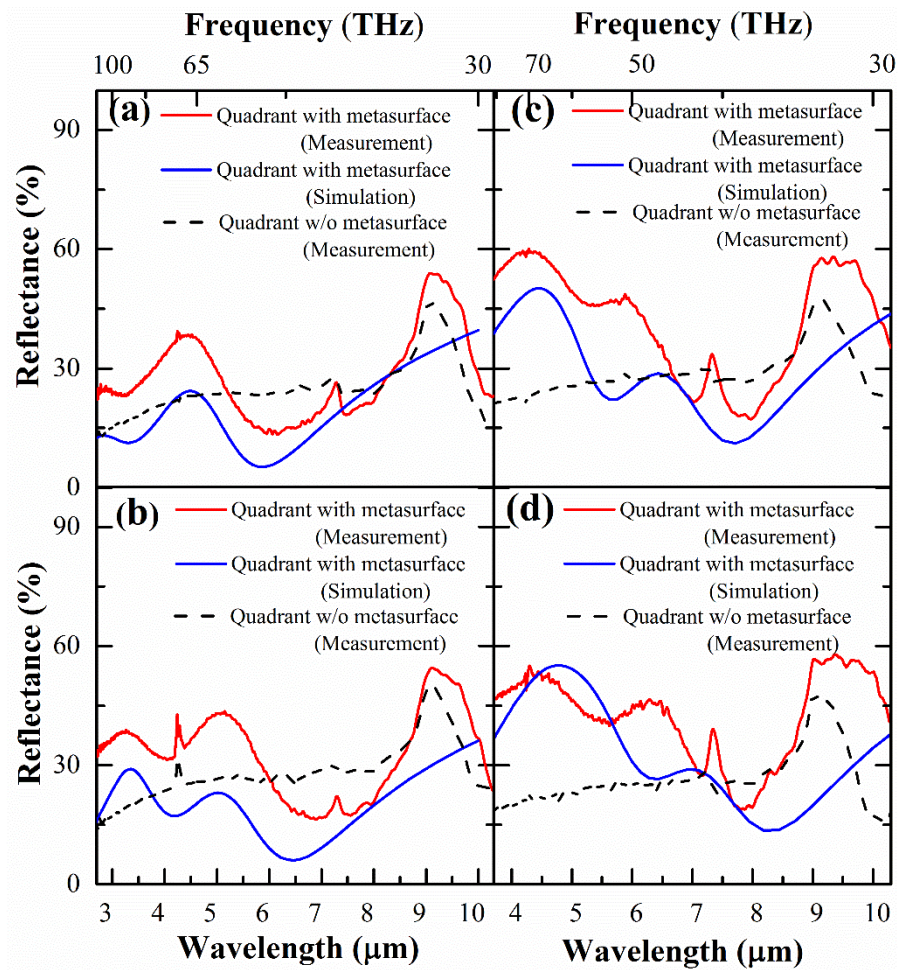 Frequency (THz) Frequency (THz)
100 65 30 70 50 30
(a) Quadrant with metasurface
(Measurement)
Quadrant with metasurface
(Simulation)
Quadrant w/o metasurface
(Measurement)
(c) Quadrant with metasurface
(Measurement)
Quadrant with metasurface
(Simulation)
Quadrant w/o metasurface
(Measurement)
90
60
30
0
Reflectance (%)
(b) Quadrant with metasurface
(Measurement)
Quadrant with metasurface
(Simulation)
Quadrant w/o metasurface
(Measurement)
(d) Quadrant with metasurface
(Measurement)
Quadrant with metasurface
(Simulation)
Quadrant w/o metasurface
(Measurement)
90
60
30
0
Reflectance (%)
3 4 5 6 7 8 9 10 4 5 6 7 8 9 10
Wavelength (μm) Wavelength (μm)